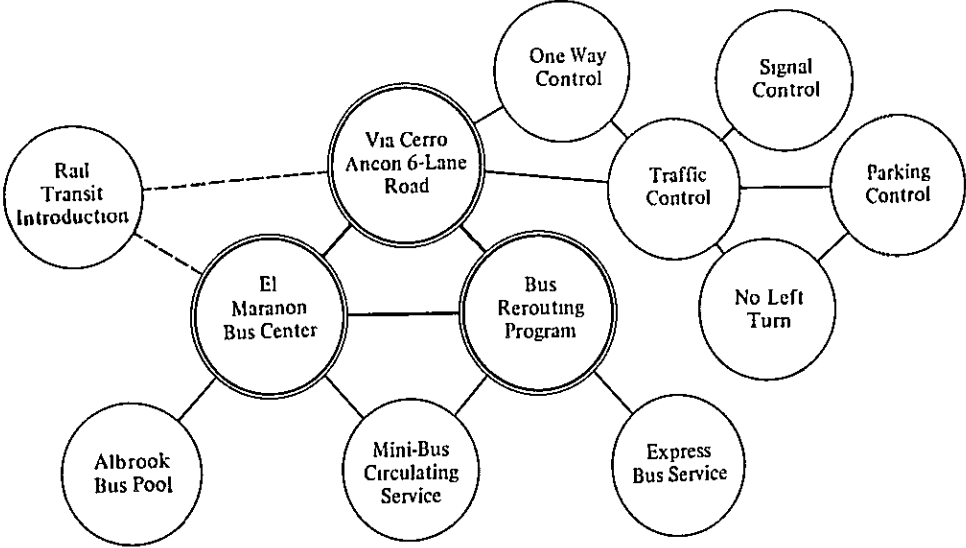 One Way
Control
Signal
Control
Via Cerro
Ancon 6-Lane
Road
Rail
Transit
Introduction
Traffic
Control
Parking
Control
El
Maranon
Bus Center
Bus
Rerouting
Program
No Left
Turn
Albrook
Bus Pool
Mini-Bus
Circulating
Service
Express
Bus Service